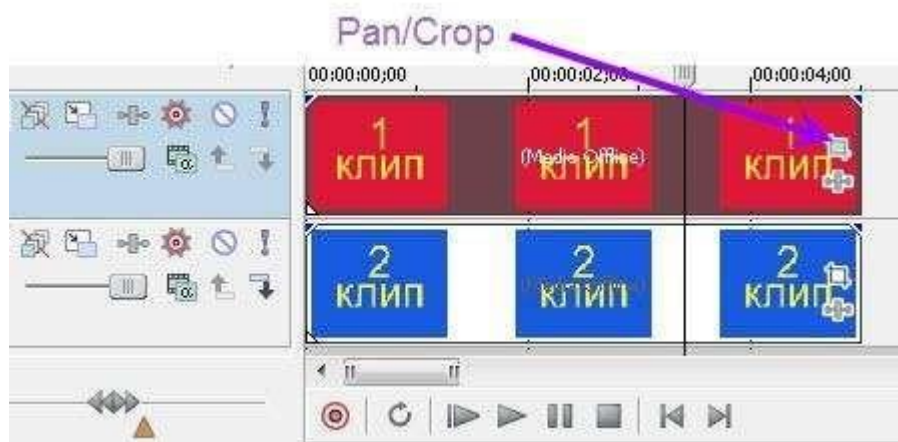 Pan/Crop
00:00:00;00 00:00:02;00 00:00:04;00
1 1 1
клип клип клип
(Media Offline)
2 2 2
клип клип клип